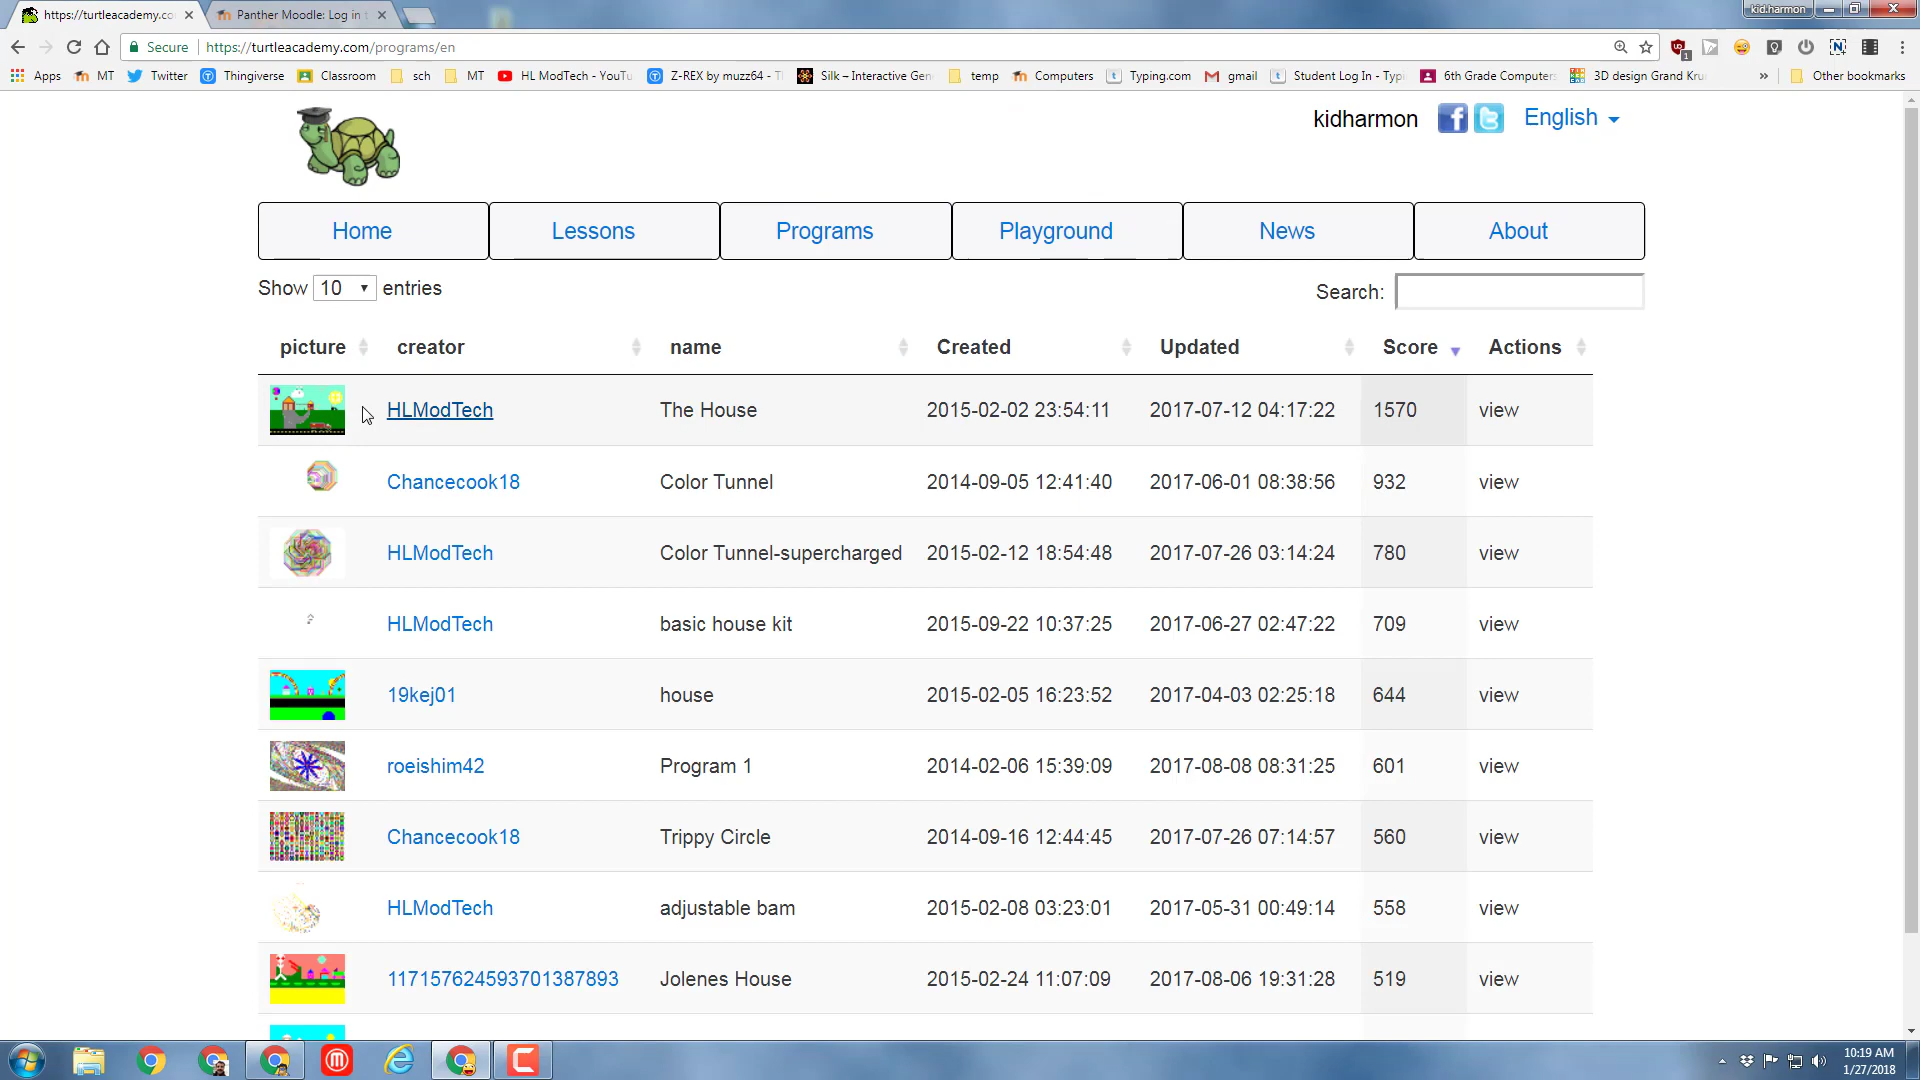 https://turtleacademy.co
Panther Moodle: Log in t
kid.harmon
Secure https://turtleacademy.com/programs/en
1
Apps MT Twitter Thingiverse Classroom sch MT HL ModTech - YouTu Z-REX by muzz64 - T Silk – Interactive Gen temp Computers Typing.com gmail Student Log In - Typi 6th Grade Computers 3D design Grand Kru » Other bookmarks
kidharmon English
Home Lessons Programs Playground News About
Show 10 entries Search:
picture creator name Created Updated Score Actions
HLModTech The House 2015-02-02 23:54:11 2017-07-12 04:17:22 1570 view
Chancecook18 Color Tunnel 2014-09-05 12:41:40 2017-06-01 08:38:56 932 view
HLModTech Color Tunnel-supercharged 2015-02-12 18:54:48 2017-07-26 03:14:24 780 view
HLModTech basic house kit 2015-09-22 10:37:25 2017-06-27 02:47:22 709 view
19kej01 house 2015-02-05 16:23:52 2017-04-03 02:25:18 644 view
roeishim42 Program 1 2014-02-06 15:39:09 2017-08-08 08:31:25 601 view
Chancecook18 Trippy Circle 2014-09-16 12:44:45 2017-07-26 07:14:57 560 view
HLModTech adjustable bam 2015-02-08 03:23:01 2017-05-31 00:49:14 558 view
117157624593701387893 Jolenes House 2015-02-24 11:07:09 2017-08-06 19:31:28 519 view
10:19 AM
1/27/2018